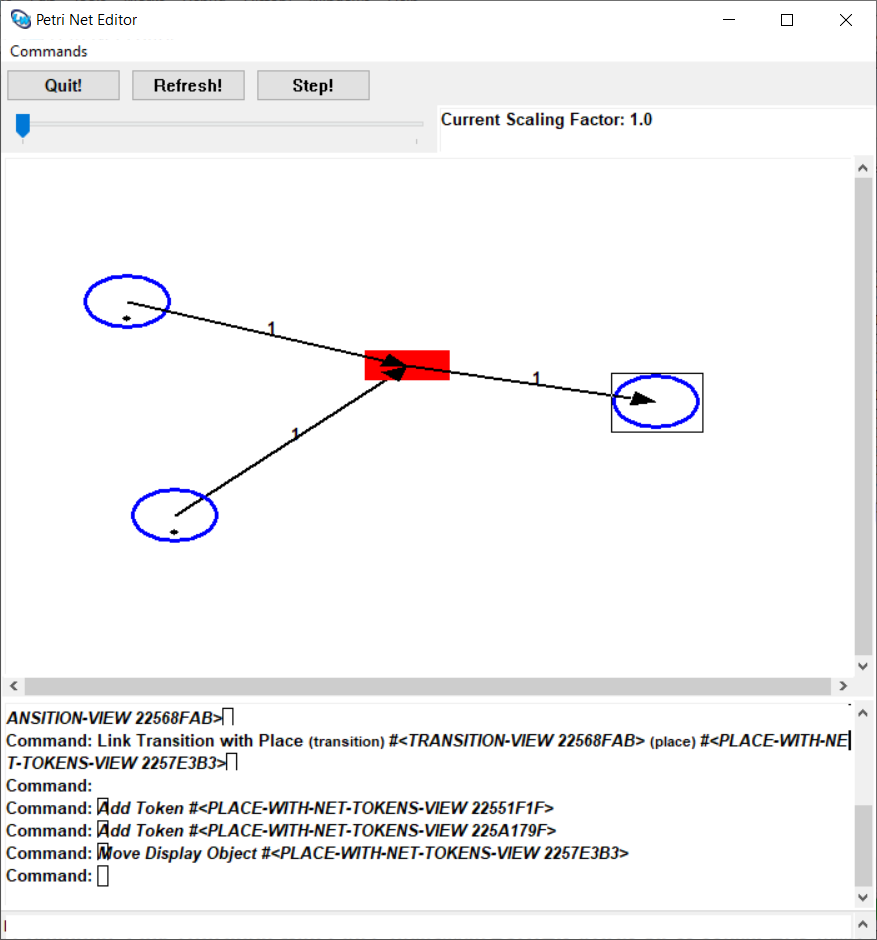 Petri Net Editor
Commands
Quit! Refresh! Step!
Current Scaling Factor: 1.0
1
1
1
ANSITION-VIEW 22568FAB>
Command: Link Transition with Place (transition) #<TRANSITION-VIEW 22568FAB> (place) #<PLACE-WITH-NE
T-TOKENS-VIEW 2257E3B3>
Command:
Command: Add Token #<PLACE-WITH-NET-TOKENS-VIEW 22551F1F>
Command: Add Token #<PLACE-WITH-NET-TOKENS-VIEW 225A179F>
Command: Move Display Object #<PLACE-WITH-NET-TOKENS-VIEW 2257E3B3>
Command: